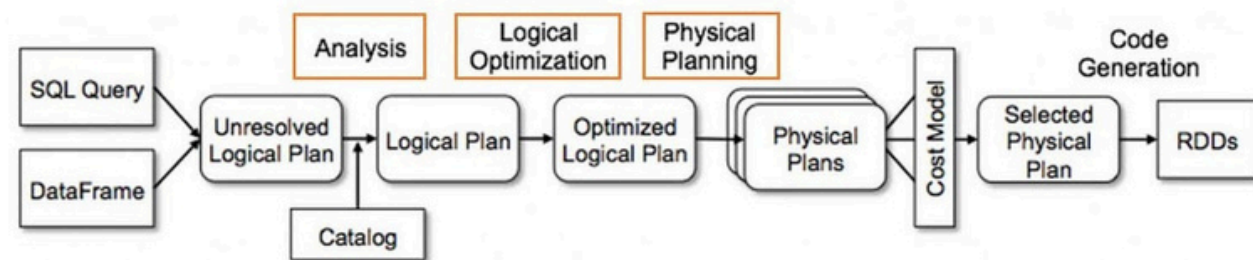 Analysis
Logical
Optimization
Physical
Planning
Code
Generation
SQL Query
DataFrame
Unresolved
Logical Plan
Catalog
Logical Plan
Optimized
Logical Plan
Physical
Plans
Cost Model
Selected
Physical
Plan
RDDs